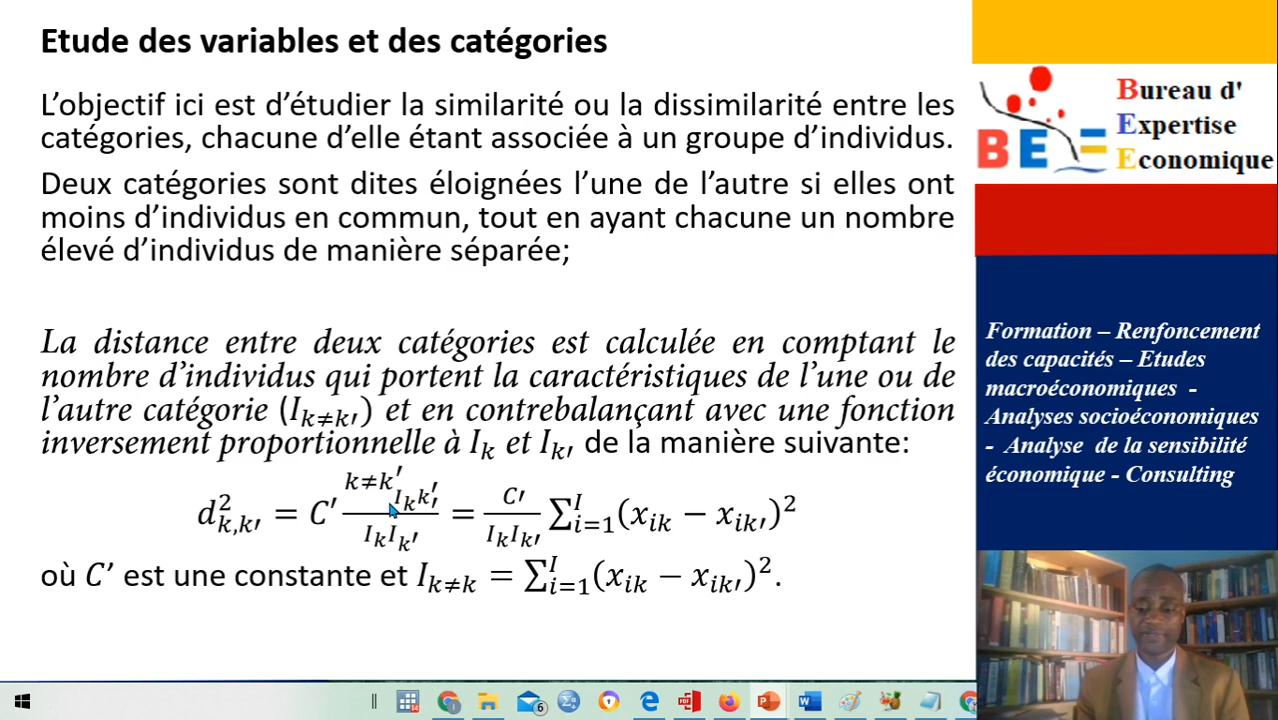 Etude des variables et des catégories
L’objectif ici est d’étudier la similarité ou la dissimilarité entre les
catégories, chacune d’elle étant associée à un groupe d’individus.
Deux catégories sont dites éloignées l’une de l’autre si elles ont
moins d’individus en commun, tout en ayant chacune un nombre
élevé d’individus de manière séparée;
La distance entre deux catégories est calculée en comptant le
nombre d’individus qui portent la caractéristiques de l’une ou de
l’autre catégorie (I_{k≠k′}) et en contrebalançant avec une fonction
inversement proportionnelle à I_k et I_{k′} de la manière suivante:
d²_{k,k′} = C′ \frac{^{k≠k′} I_k k′,}{I_k I_{k′}} = \frac{C′}{I_k I_{k′}} ∑_{i=1}^{I}(x_{ik} − x_{ik′})²
où C’ est une constante et I_{k≠k} = ∑_{i=1}^{I}(x_{ik} − x_{ik′})².
Bureau d'
Expertise
Economique
BEE
Formation – Renfoncement
des capacités – Etudes
macroéconomiques -
Analyses socioéconomiques
- Analyse de la sensibilité
économique - Consulting